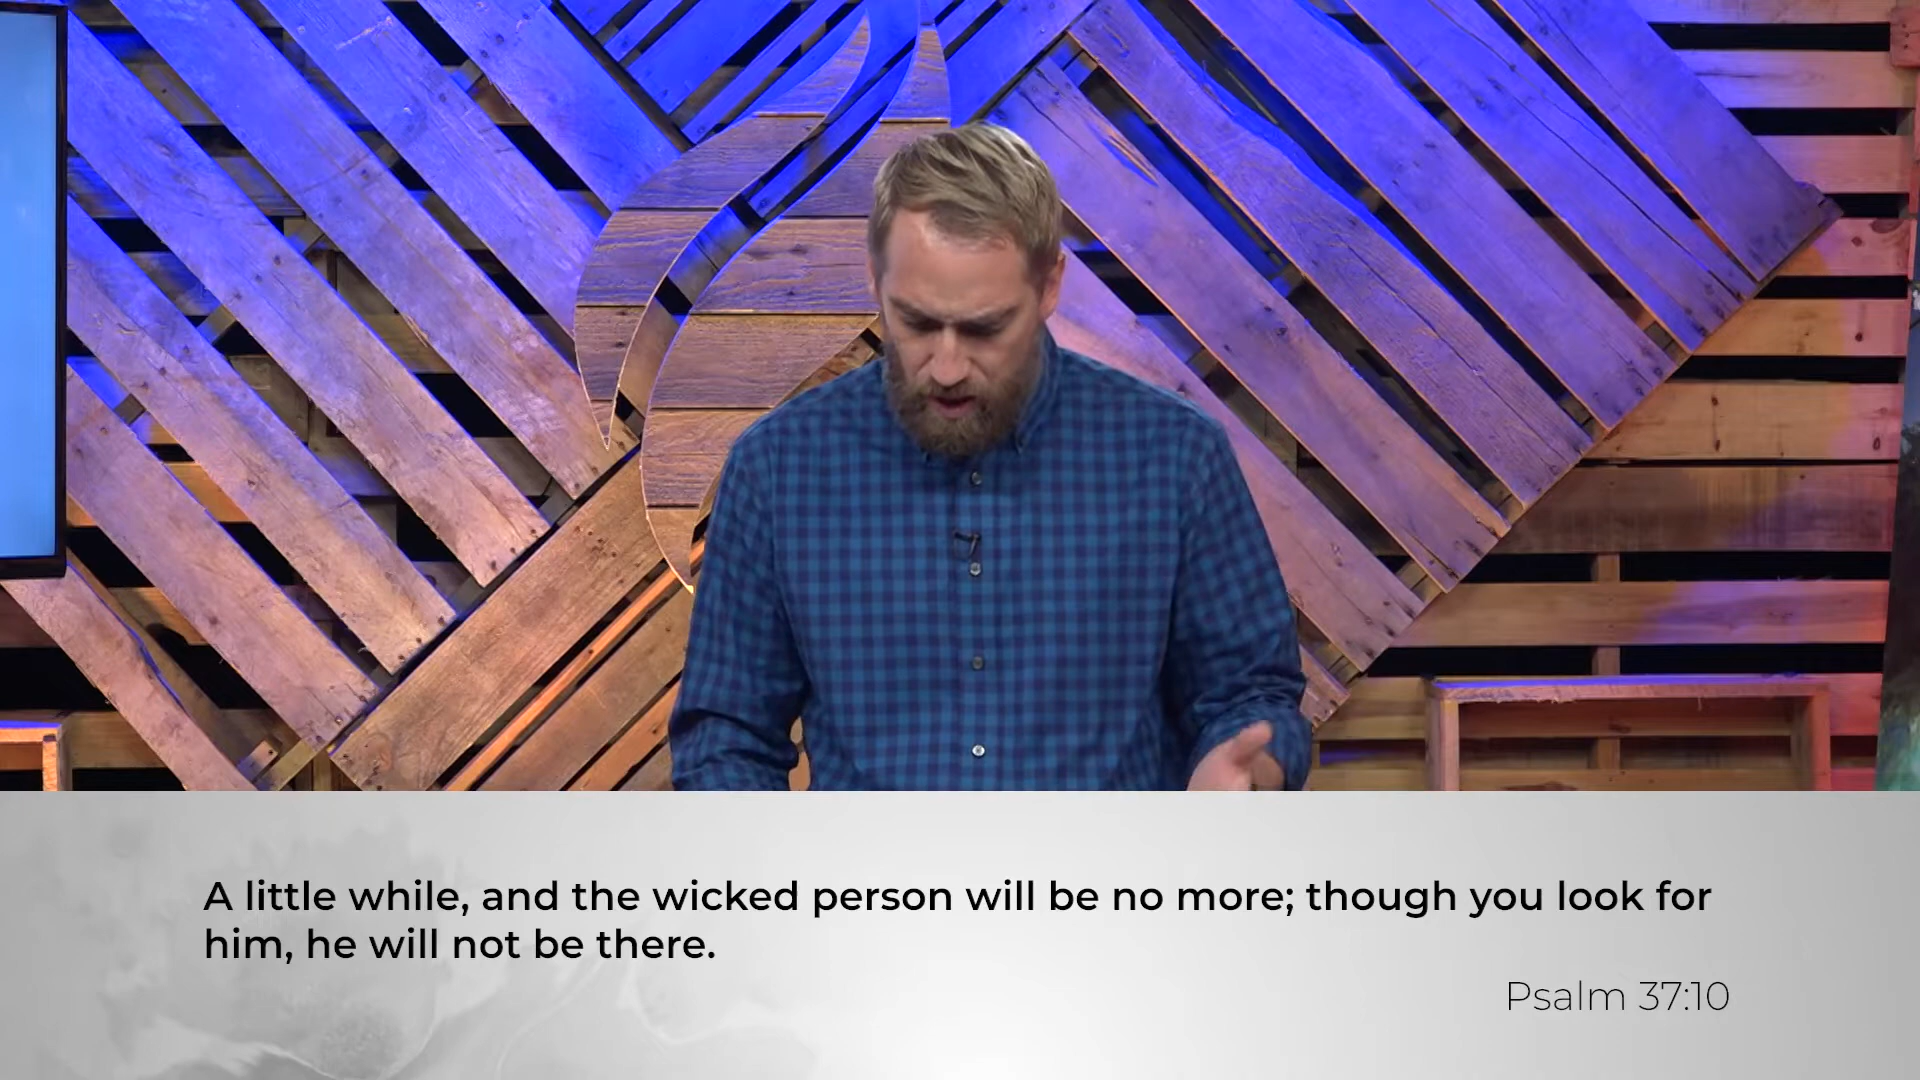 A little while, and the wicked person will be no more; though you look for
him, he will not be there.
Psalm 37:10